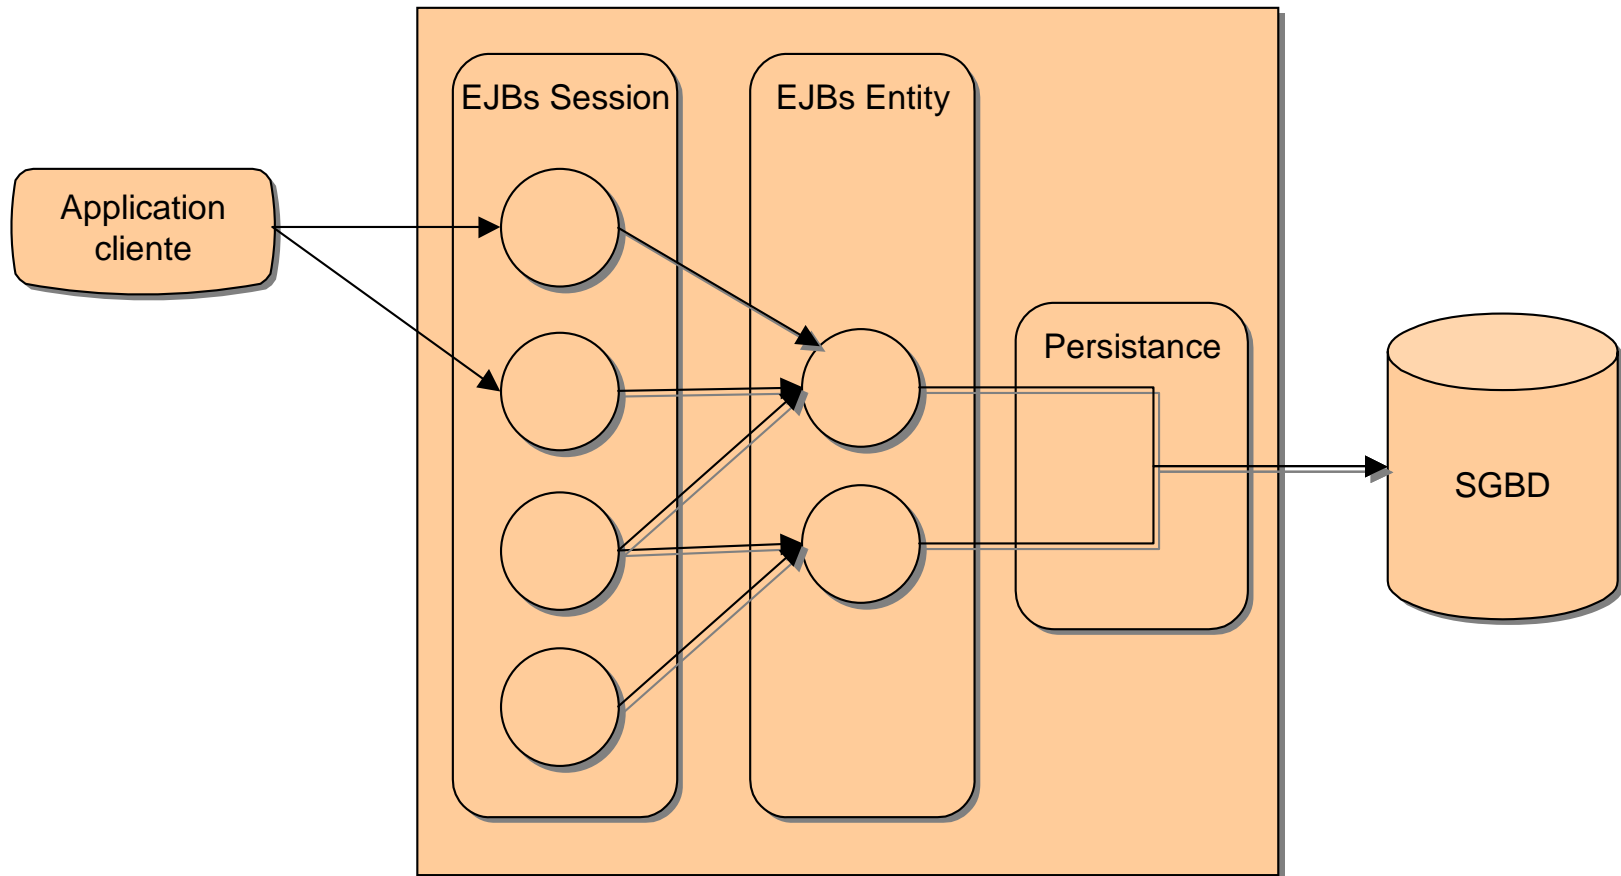 EJBs Session
EJBs Entity
Application
cliente
Persistance
SGBD